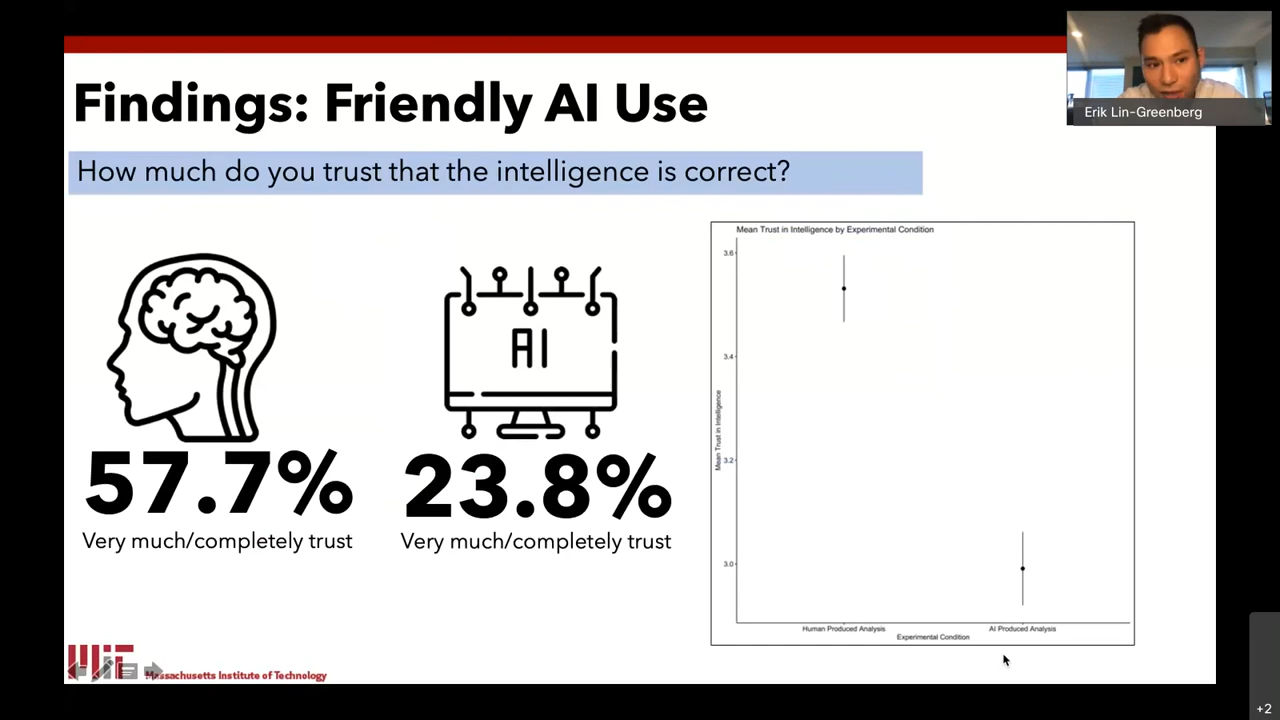 Findings: Friendly AI Use
Erik Lin-Greenberg
How much do you trust that the intelligence is correct?
AI
57.7%
Very much/completely trust
23.8%
Very much/completely trust
Mean Trust in Intelligence by Experimental Condition
3.6
3.4
3.2
3.0
Mean Trust in Intelligence
Human Produced Analysis
AI Produced Analysis
Experimental Condition
MIT
Massachusetts Institute of Technology
+2